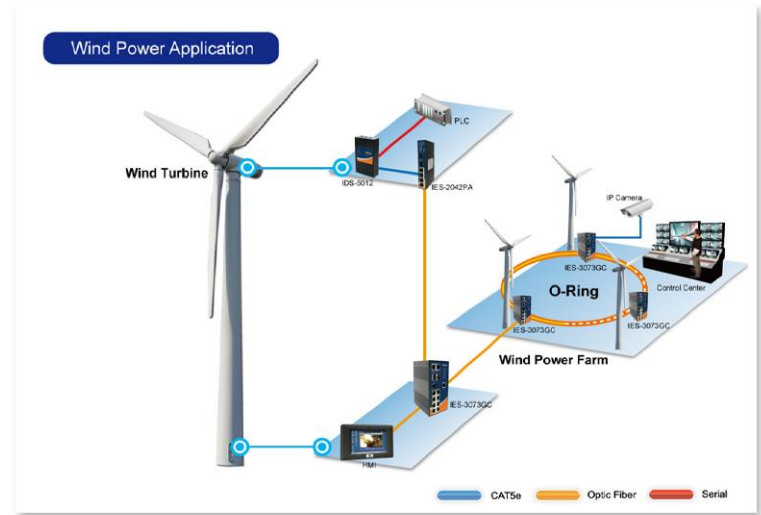 Wind Power Application
PLC
Wind Turbine
IDS-5012
IES-2042PA
IP Camera
IES-3073GC
Control Center
O-Ring
IES-3073GC
IES-3073GC
Wind Power Farm
IES-3073GC
HMI
CAT5e
Optic Fiber
Serial